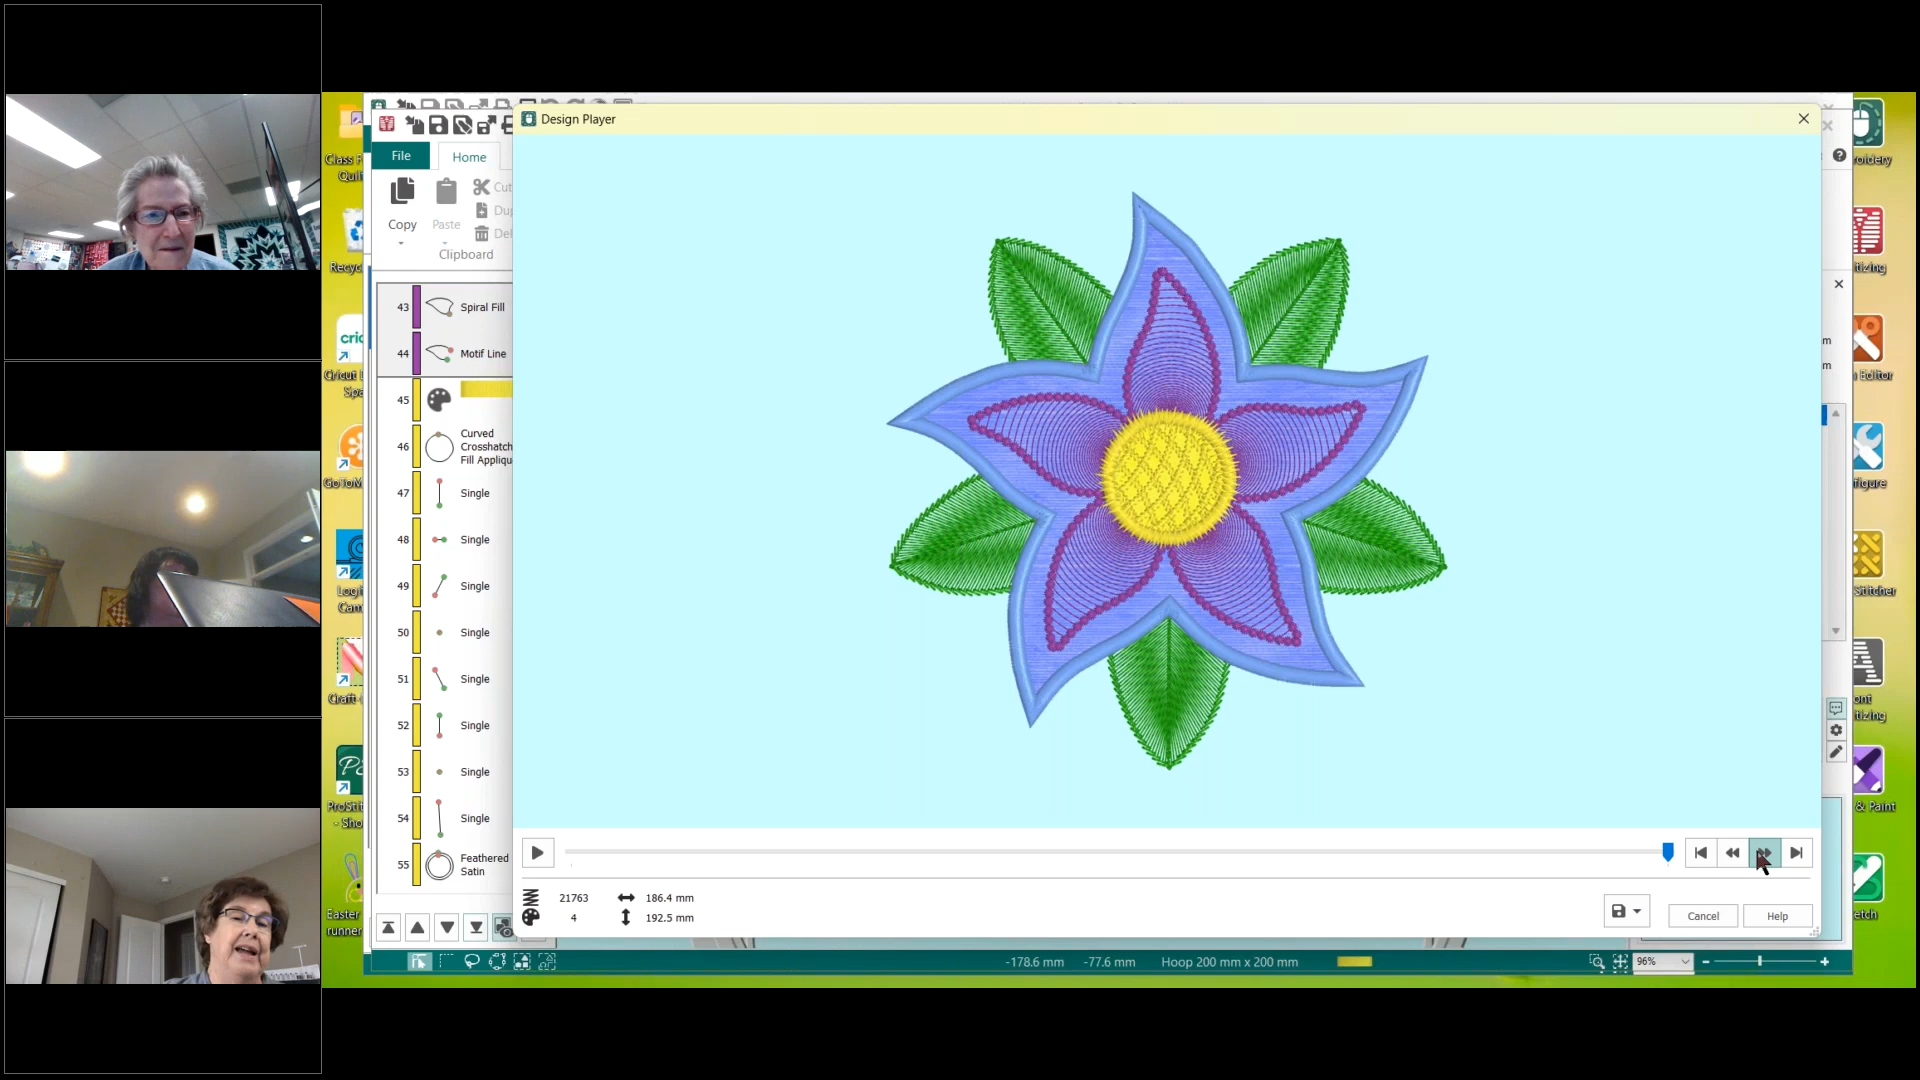 Design Player
File
Home
Copy
Paste
Cut
Clipboard
43 Spiral Fill
44 Motif Line
45
46 Curved
Crosshatch
Fill Appliqu
47 Single
48 Single
49 Single
50 Single
51 Single
52 Single
53 Single
54 Single
55 Feathered
Satin
21763 186.4 mm
4 192.5 mm
Cancel
Help
-178.6 mm -77.6 mm Hoop 200 mm x 200 mm
96%
Easter
runner